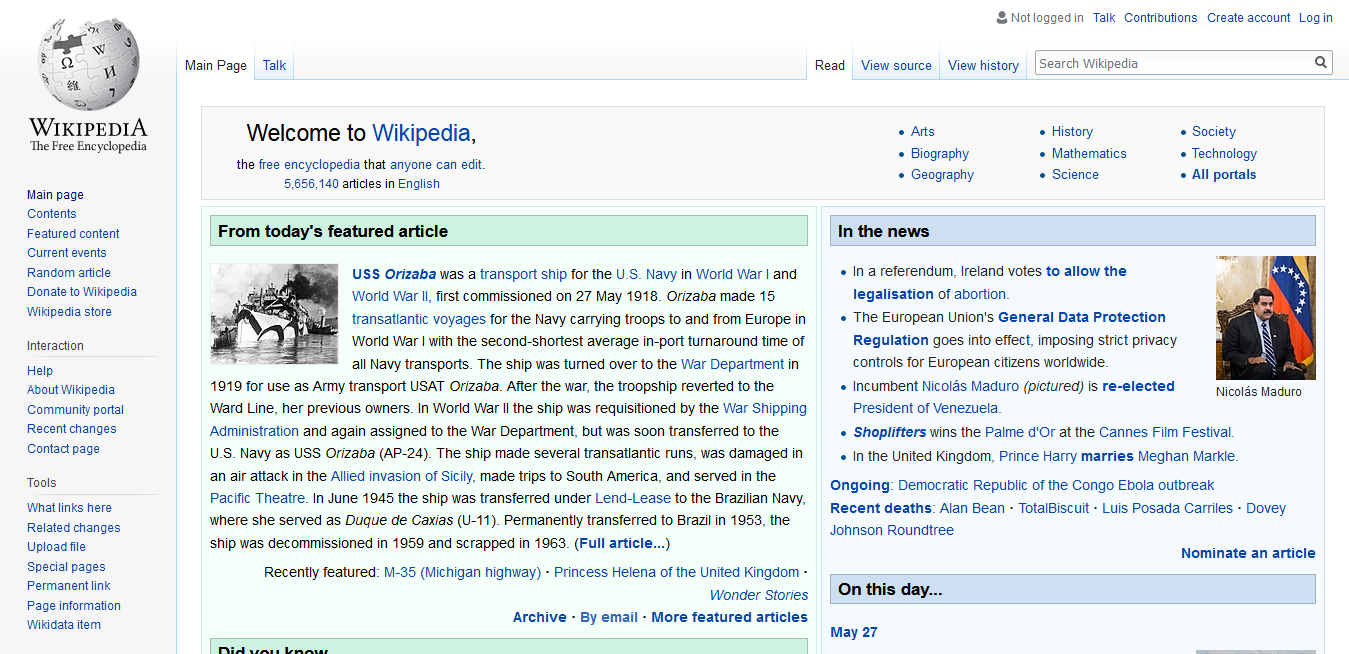 Not logged in Talk Contributions Create account Log in
Main Page Talk Read View source View history Search Wikipedia
WIKIPEDIA
The Free Encyclopedia
Main page
Contents
Featured content
Current events
Random article
Donate to Wikipedia
Wikipedia store
Interaction
Help
About Wikipedia
Community portal
Recent changes
Contact page
Tools
What links here
Related changes
Upload file
Special pages
Permanent link
Page information
Wikidata item
Welcome to Wikipedia,
the free encyclopedia that anyone can edit.
5,656,140 articles in English
• Arts
• Biography
• Geography
• History
• Mathematics
• Science
• Society
• Technology
• All portals
From today's featured article
USS Orizaba was a transport ship for the U.S. Navy in World War I and
World War II, first commissioned on 27 May 1918. Orizaba made 15
transatlantic voyages for the Navy carrying troops to and from Europe in
World War I with the second-shortest average in-port turnaround time of
all Navy transports. The ship was turned over to the War Department in
1919 for use as Army transport USAT Orizaba. After the war, the troopship reverted to the
Ward Line, her previous owners. In World War II the ship was requisitioned by the War Shipping
Administration and again assigned to the War Department, but was soon transferred to the
U.S. Navy as USS Orizaba (AP-24). The ship made several transatlantic runs, was damaged in
an air attack in the Allied invasion of Sicily, made trips to South America, and served in the
Pacific Theatre. In June 1945 the ship was transferred under Lend-Lease to the Brazilian Navy,
where she served as Duque de Caxias (U-11). Permanently transferred to Brazil in 1953, the
ship was decommissioned in 1959 and scrapped in 1963. (Full article...)
Recently featured: M-35 (Michigan highway) · Princess Helena of the United Kingdom ·
Wonder Stories
Archive · By email · More featured articles
Did you know
In the news
• In a referendum, Ireland votes to allow the
legalisation of abortion.
• The European Union's General Data Protection
Regulation goes into effect, imposing strict privacy
controls for European citizens worldwide.
• Incumbent Nicolás Maduro (pictured) is re-elected
President of Venezuela.
• Shoplifters wins the Palme d'Or at the Cannes Film Festival.
• In the United Kingdom, Prince Harry marries Meghan Markle.
Nicolás Maduro
Ongoing: Democratic Republic of the Congo Ebola outbreak
Recent deaths: Alan Bean · TotalBiscuit · Luis Posada Carriles · Dovey
Johnson Roundtree
Nominate an article
On this day...
May 27